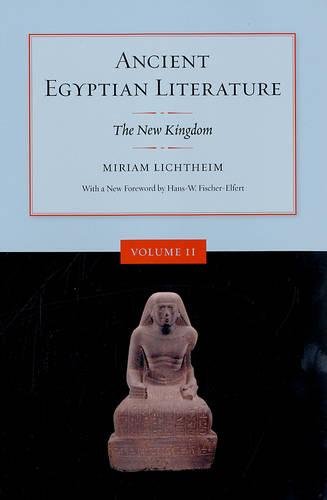 ANCIENT
EGYPTIAN LITERATURE
The New Kingdom
MIRIAM LICHTHEIM
With a New Foreword by Hans-W. Fischer-Elfert
VOLUME II